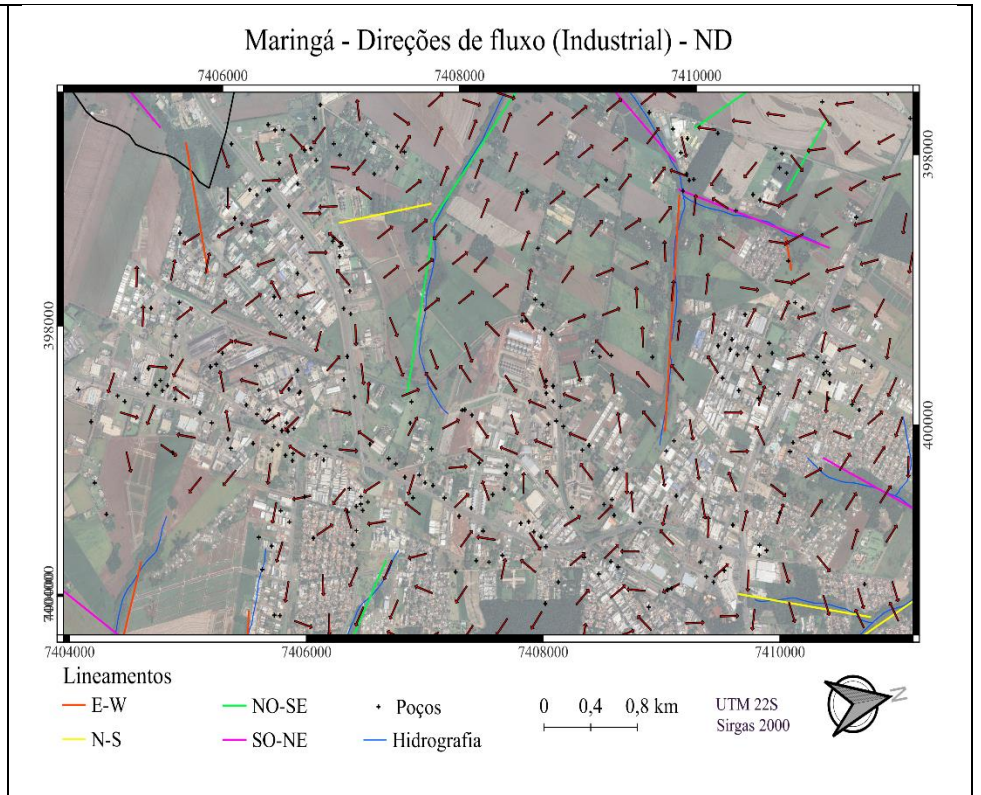 Maringá - Direções de fluxo (Industrial) - ND
7406000 7408000 7410000
398000
398000
400000
7404000 7406000 7408000 7410000
Lineamentos
E-W NO-SE Poços 0 0,4 0,8 km UTM 22S N
N-S SO-NE Hidrografia Sirgas 2000